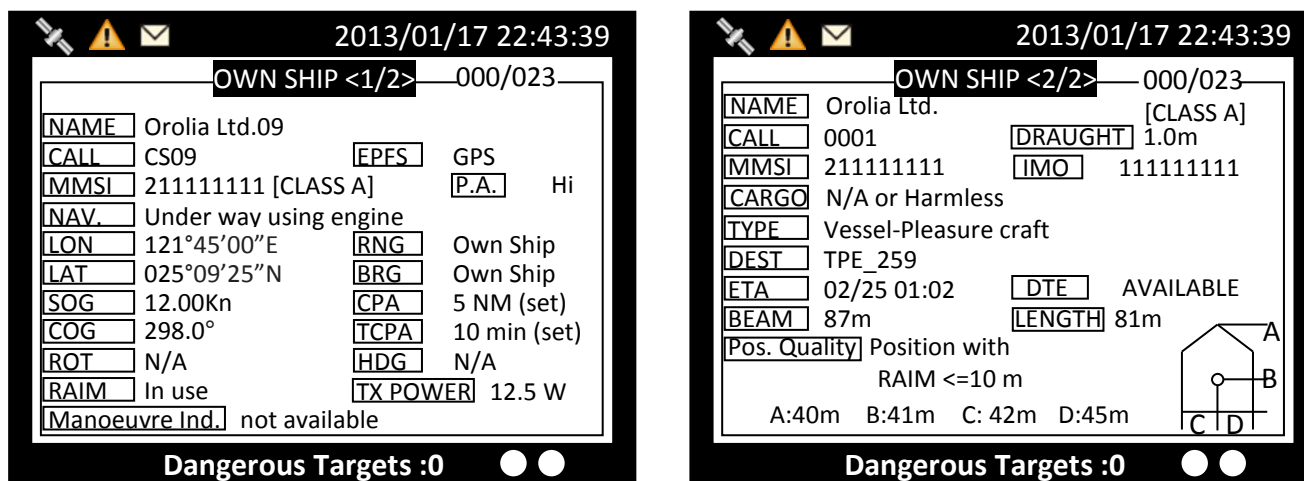 2013/01/17 22:43:39
OWN SHIP <1/2> 000/023
NAME Orolia Ltd.09
CALL CS09 EPFS GPS
MMSI 211111111 [CLASS A] P.A. Hi
NAV. Under way using engine
LON 121°45’00”E RNG Own Ship
LAT 025°09’25”N BRG Own Ship
SOG 12.00Kn CPA 5 NM (set)
COG 298.0° TCPA 10 min (set)
ROT N/A HDG N/A
RAIM In use TX POWER 12.5 W
Manoeuvre Ind. not available
Dangerous Targets :0
2013/01/17 22:43:39
OWN SHIP <2/2> 000/023
NAME Orolia Ltd. [CLASS A]
CALL 0001 DRAUGHT 1.0m
MMSI 211111111 IMO 111111111
CARGO N/A or Harmless
TYPE Vessel-Pleasure craft
DEST TPE_259
ETA 02/25 01:02 DTE AVAILABLE
BEAM 87m LENGTH 81m
Pos. Quality Position with
RAIM <=10 m
A:40m B:41m C: 42m D:45m
A
B
C D
Dangerous Targets :0